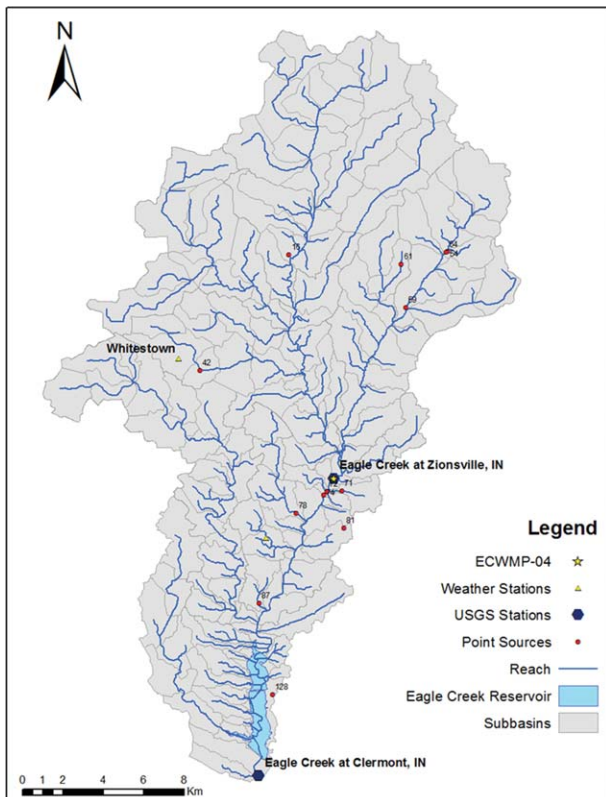 N
15
61
54
69
Whitestown
42
Eagle Creek at Zionsville, IN
71
78
81
87
128
Legend
ECWMP-04
Weather Stations
USGS Stations
Point Sources
Reach
Eagle Creek Reservoir
Subbasins
Eagle Creek at Clermont, IN
0 1 2 4 6 8
Km